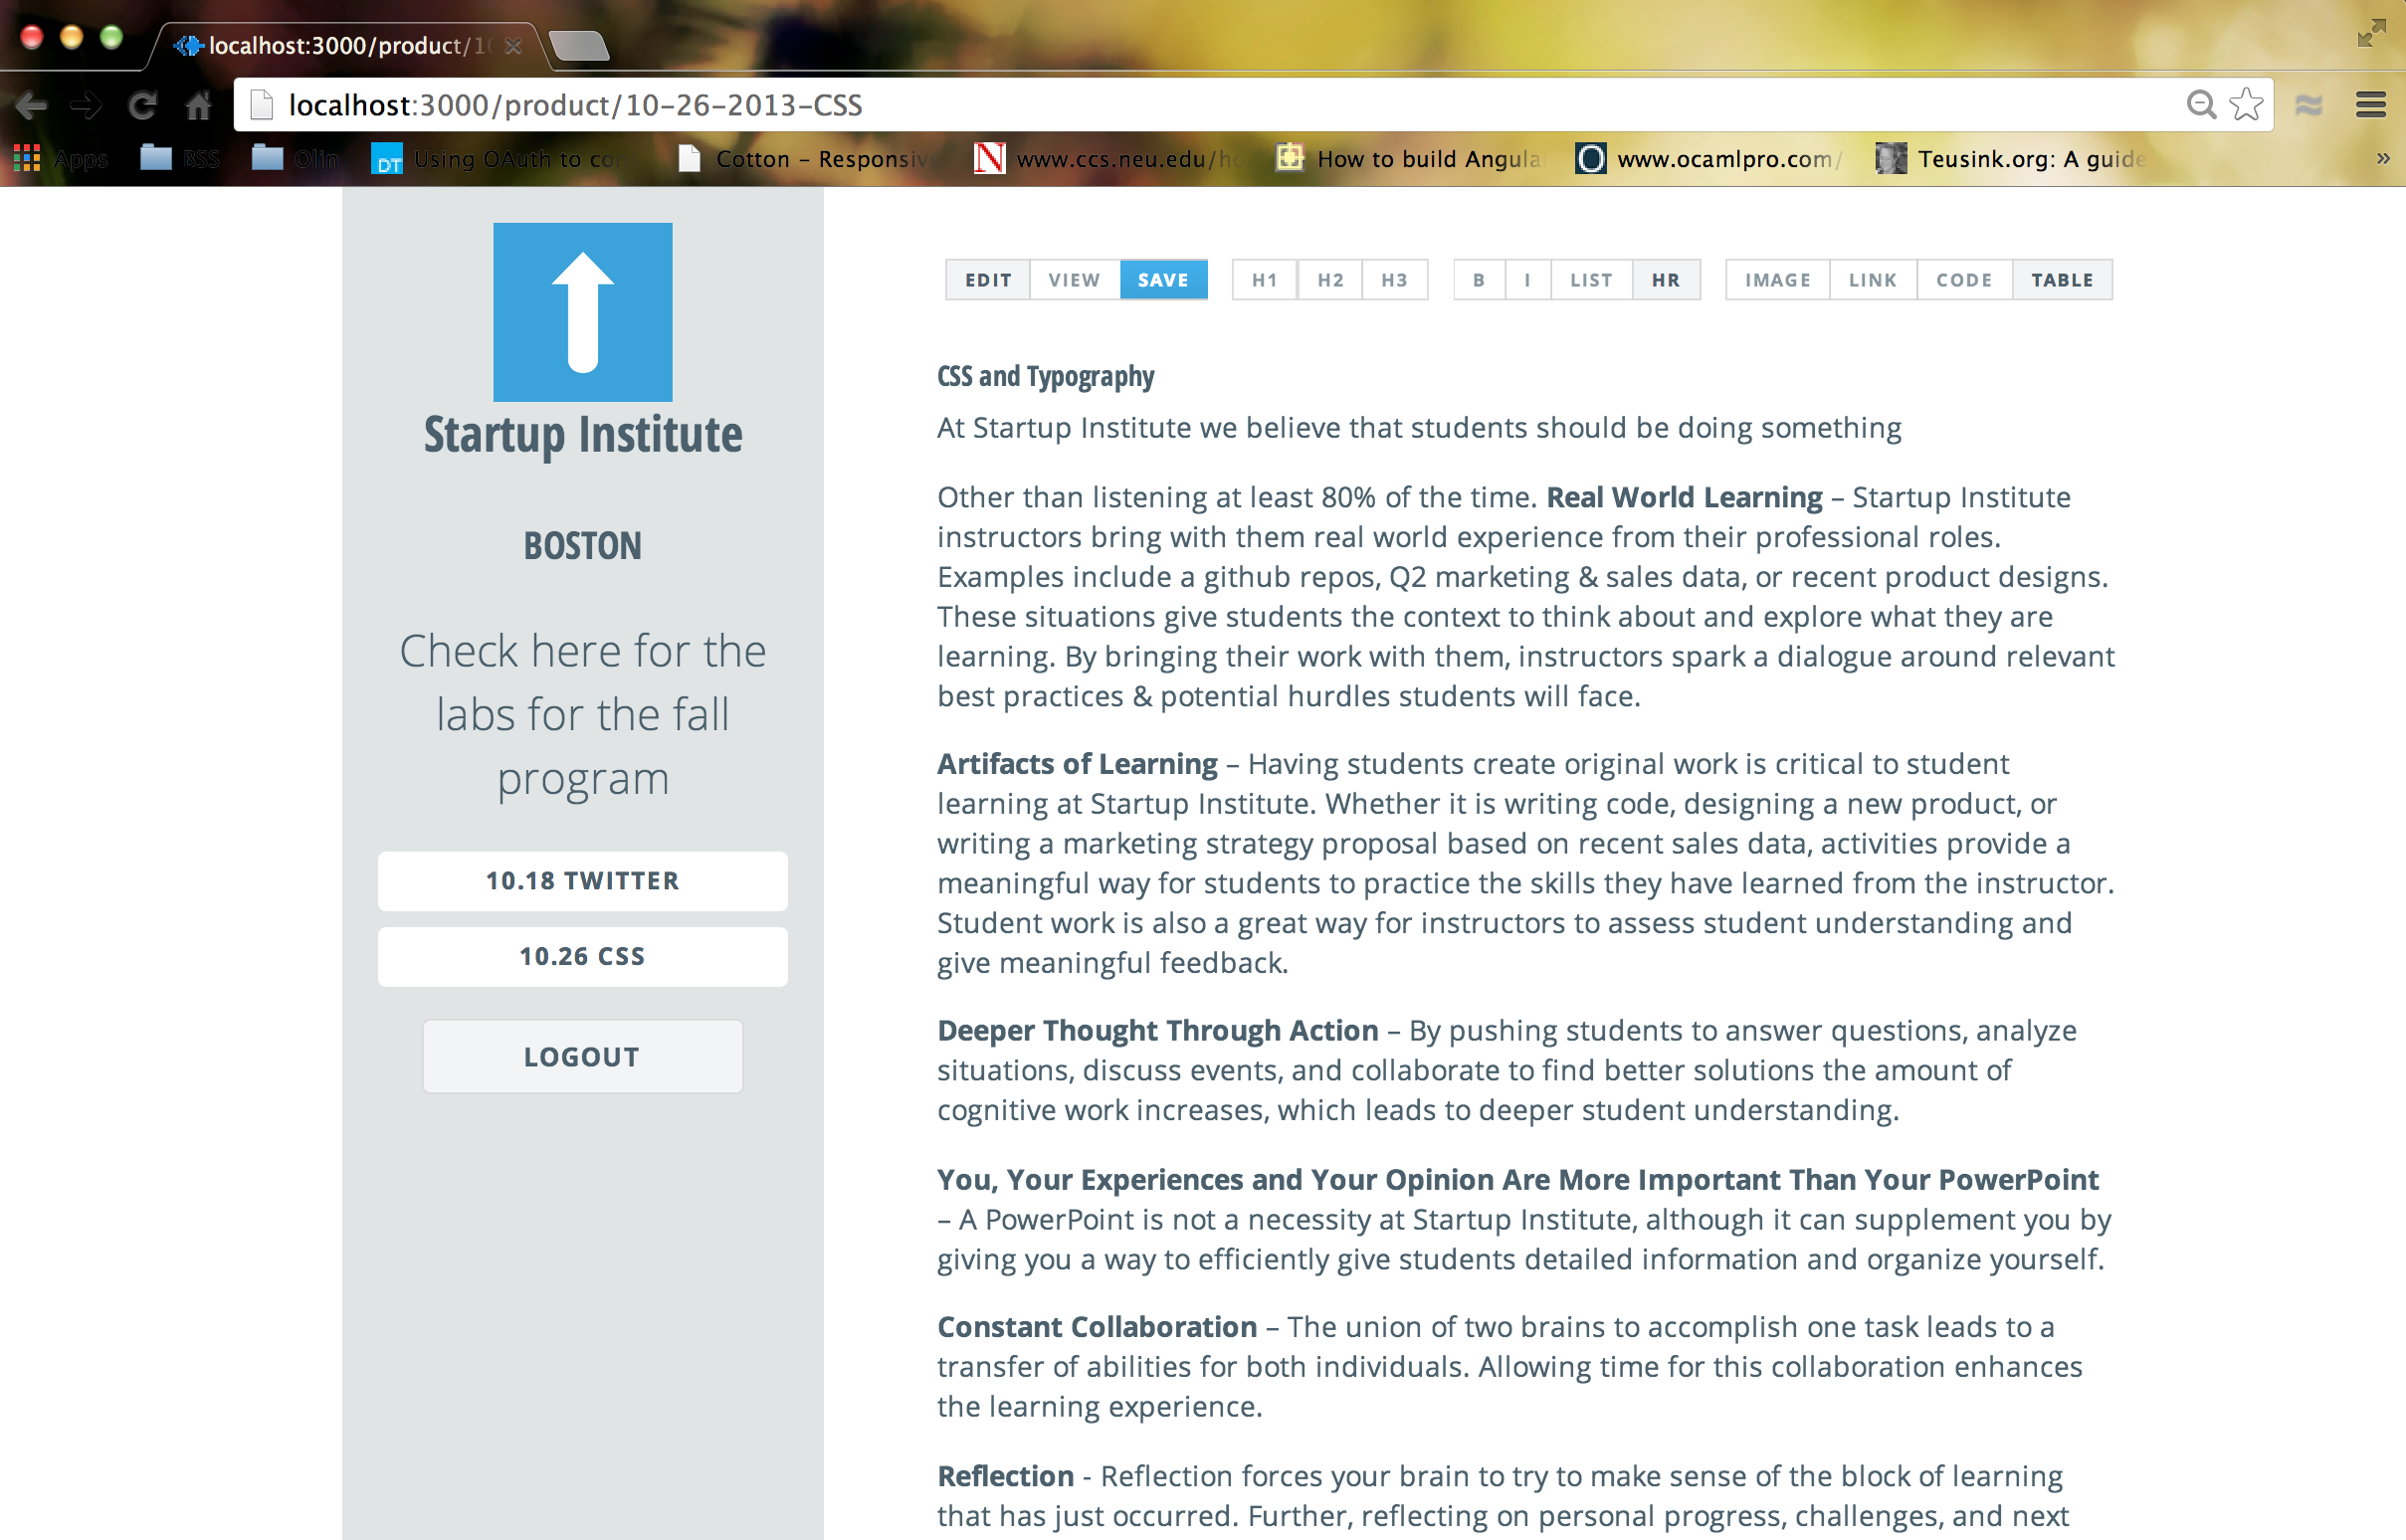 localhost:3000/product/10
localhost:3000/product/10-26-2013-CSS
Apps BSS Olin Using OAuth to co Cotton – Responsiv www.ccs.neu.edu/ho How to build Angula www.ocamlpro.com/ Teusink.org: A guide »
Startup Institute
BOSTON
Check here for the
labs for the fall
program
10.18 TWITTER
10.26 CSS
LOGOUT
EDIT VIEW SAVE H1 H2 H3 B I LIST HR IMAGE LINK CODE TABLE
CSS and Typography
At Startup Institute we believe that students should be doing something
Other than listening at least 80% of the time. Real World Learning – Startup Institute
instructors bring with them real world experience from their professional roles.
Examples include a github repos, Q2 marketing & sales data, or recent product designs.
These situations give students the context to think about and explore what they are
learning. By bringing their work with them, instructors spark a dialogue around relevant
best practices & potential hurdles students will face.
Artifacts of Learning – Having students create original work is critical to student
learning at Startup Institute. Whether it is writing code, designing a new product, or
writing a marketing strategy proposal based on recent sales data, activities provide a
meaningful way for students to practice the skills they have learned from the instructor.
Student work is also a great way for instructors to assess student understanding and
give meaningful feedback.
Deeper Thought Through Action – By pushing students to answer questions, analyze
situations, discuss events, and collaborate to find better solutions the amount of
cognitive work increases, which leads to deeper student understanding.
You, Your Experiences and Your Opinion Are More Important Than Your PowerPoint
– A PowerPoint is not a necessity at Startup Institute, although it can supplement you by
giving you a way to efficiently give students detailed information and organize yourself.
Constant Collaboration – The union of two brains to accomplish one task leads to a
transfer of abilities for both individuals. Allowing time for this collaboration enhances
the learning experience.
Reflection - Reflection forces your brain to try to make sense of the block of learning
that has just occurred. Further, reflecting on personal progress, challenges, and next